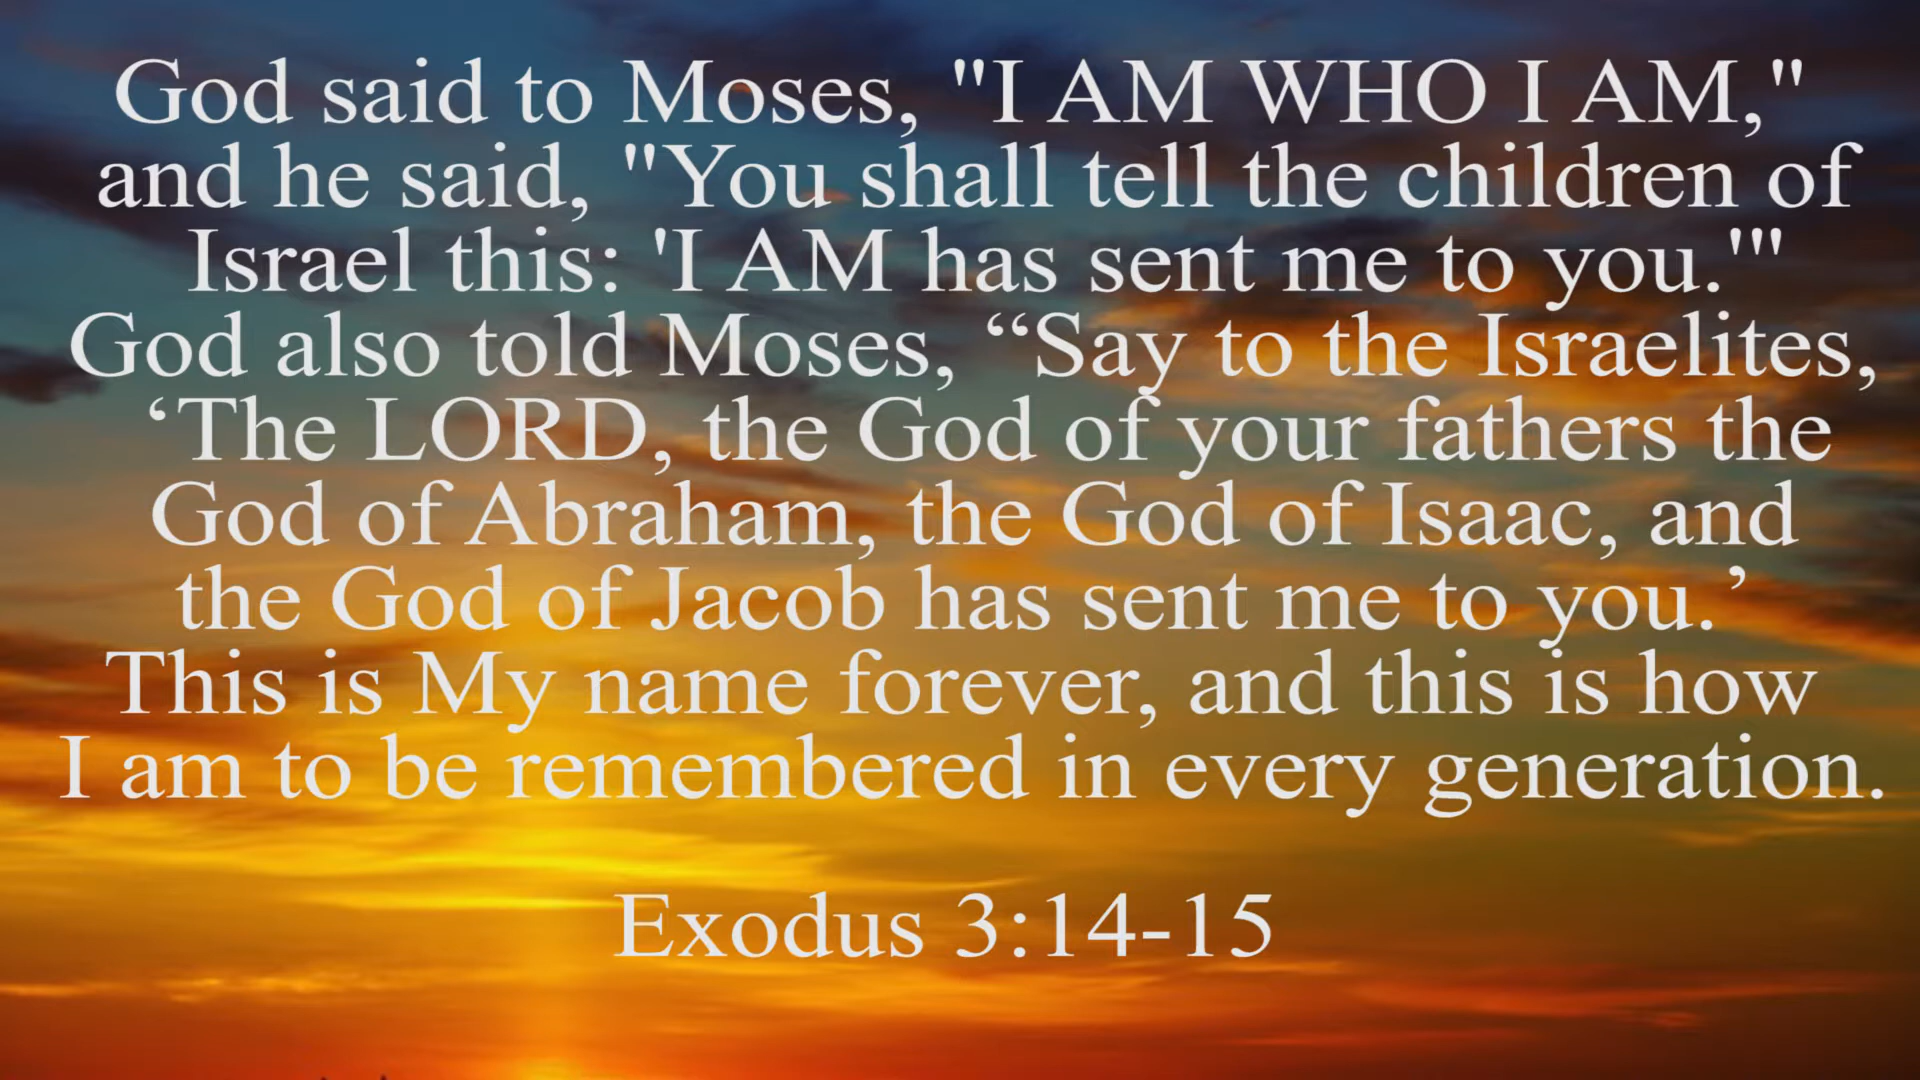 God said to Moses, "I AM WHO I AM,"
and he said, "You shall tell the children of
Israel this: 'I AM has sent me to you.'"
God also told Moses, “Say to the Israelites,
‘The LORD, the God of your fathers the
God of Abraham, the God of Isaac, and
the God of Jacob has sent me to you.’
This is My name forever, and this is how
I am to be remembered in every generation.
Exodus 3:14-15